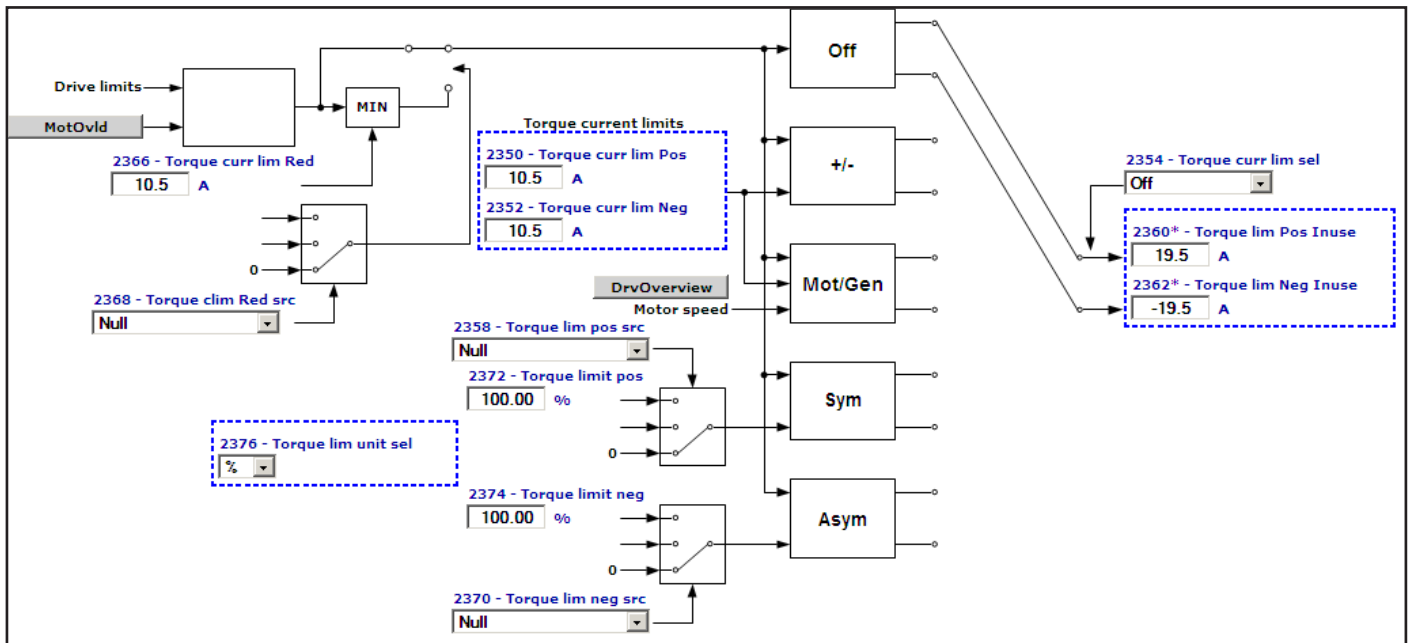 Drive limits
MotOvld
MIN
2366 - Torque curr lim Red
10.5 A
0
2368 - Torque clim Red src
Null
Torque current limits
2350 - Torque curr lim Pos
10.5 A
2352 - Torque curr lim Neg
10.5 A
DrvOverview
Motor speed
2358 - Torque lim pos src
Null
2372 - Torque limit pos
100.00 %
0
2376 - Torque lim unit sel
%
2374 - Torque limit neg
100.00 %
0
2370 - Torque lim neg src
Null
Off
+/-
Mot/Gen
Sym
Asym
2354 - Torque curr lim sel
Off
2360* - Torque lim Pos Inuse
19.5 A
2362* - Torque lim Neg Inuse
-19.5 A